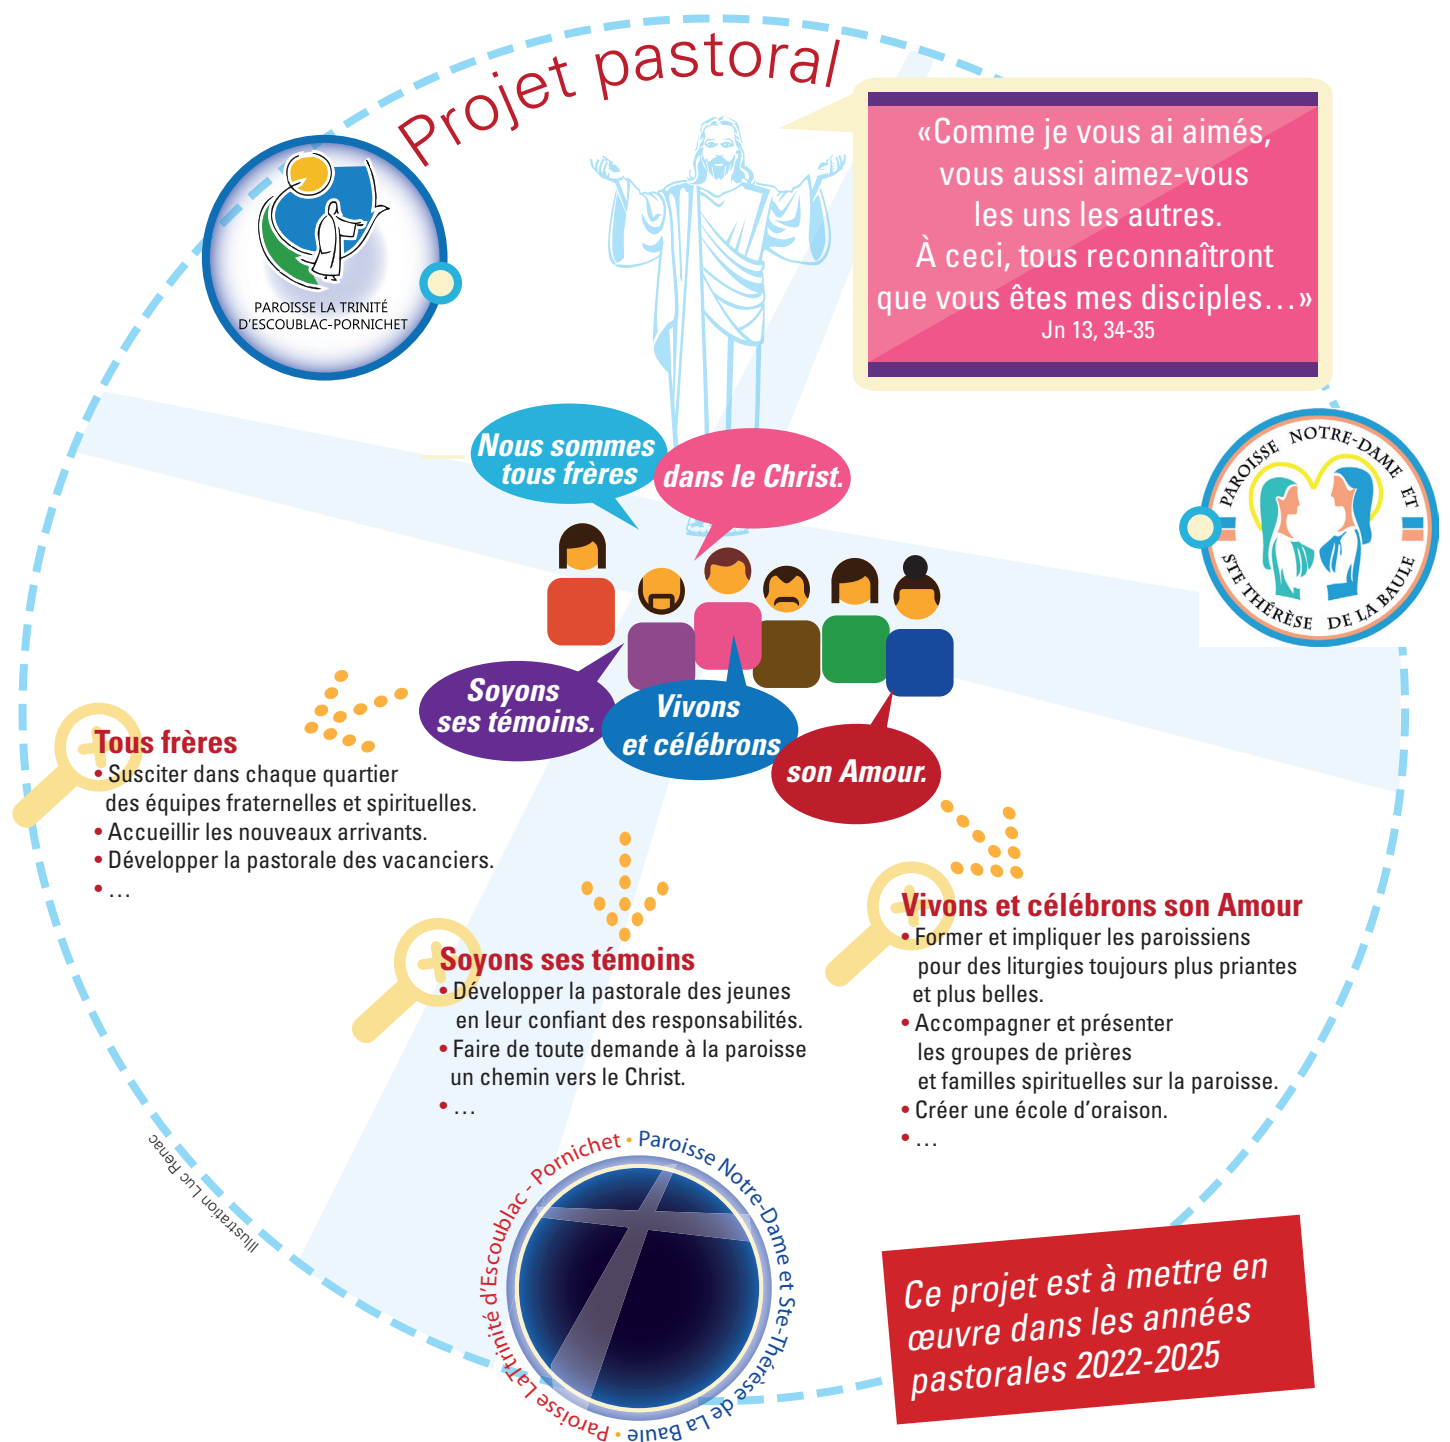 Projet pastoral
PAROISSE LA TRINITÉ
D'ESCOUBLAC-PORNICHET
«Comme je vous ai aimés,
vous aussi aimez-vous
les uns les autres.
À ceci, tous reconnaîtront
que vous êtes mes disciples...»
Jn 13, 34-35
PAROISSE NOTRE-DAME ET
STE THÉRÈSE DE LA BAULE
Nous sommes
tous frères
dans le Christ.
Soyons
ses témoins.
Vivons
et célébrons
son Amour.
Tous frères
• Susciter dans chaque quartier
des équipes fraternelles et spirituelles.
• Accueillir les nouveaux arrivants.
• Développer la pastorale des vacanciers.
• ...
Soyons ses témoins
• Développer la pastorale des jeunes
en leur confiant des responsabilités.
• Faire de toute demande à la paroisse
un chemin vers le Christ.
• ...
Vivons et célébrons son Amour
• Former et impliquer les paroissiens
pour des liturgies toujours plus priantes
et plus belles.
• Accompagner et présenter
les groupes de prières
et familles spirituelles sur la paroisse.
• Créer une école d'oraison.
• ...
Illustration Luc Renac
Paroisse LaTtrinité d'Escoublac - Pornichet • Paroisse Notre-Dame et Ste-Thérèse de La Baule •
Ce projet est à mettre en
œuvre dans les années
pastorales 2022-2025